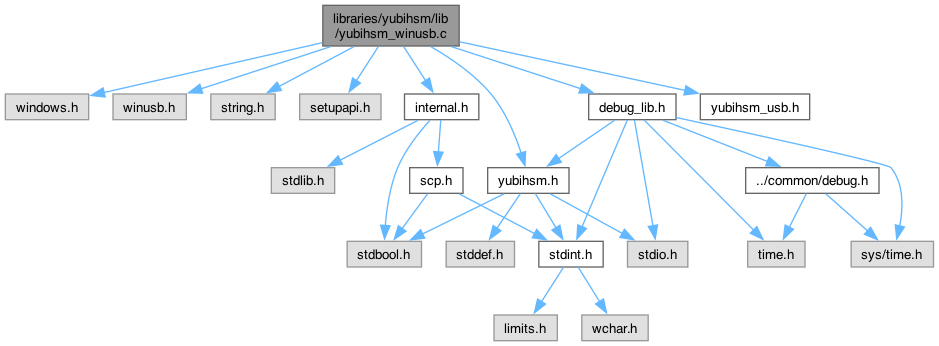 libraries/yubihsm/lib
/yubihsm_winusb.c
windows.h
winusb.h
string.h
setupapi.h
internal.h
debug_lib.h
yubihsm_usb.h
stdlib.h
scp.h
yubihsm.h
../common/debug.h
stdbool.h
stddef.h
stdint.h
stdio.h
time.h
sys/time.h
limits.h
wchar.h